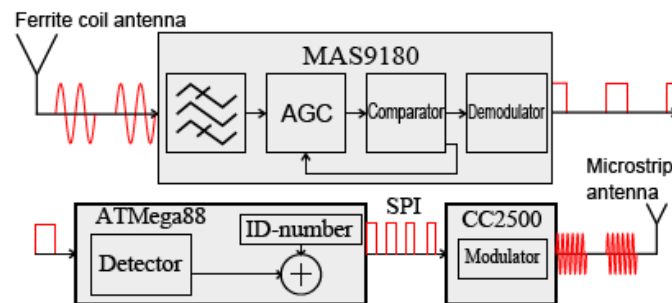 Ferrite coil antenna
MAS9180
AGC
Comparator
Demodulator
Microstrip
antenna
ATMega88
ID-number
Detector
SPI
CC2500
Modulator